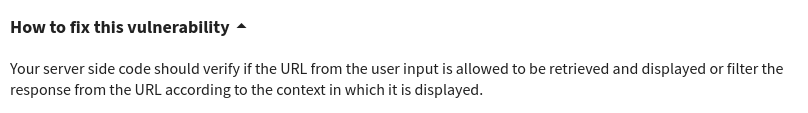 How to fix this vulnerability
Your server side code should verify if the URL from the user input is allowed to be retrieved and displayed or filter the
response from the URL according to the context in which it is displayed.